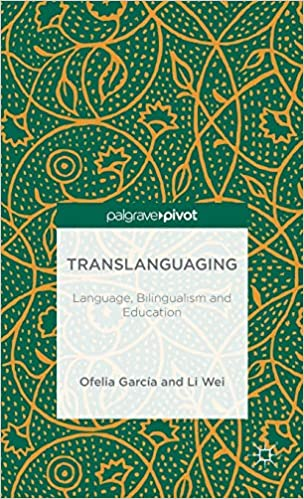 palgrave▸pivot
TRANSLANGUAGING
Language, Bilingualism and
Education
Ofelia García and Li Wei